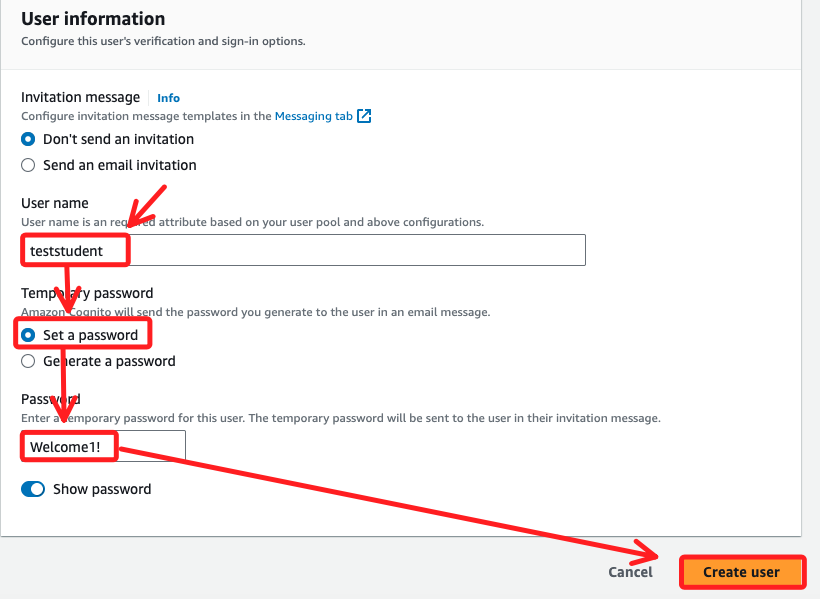 User information
Configure this user's verification and sign-in options.
Invitation message Info
Configure invitation message templates in the Messaging tab
Don't send an invitation
Send an email invitation
User name
User name is an required attribute based on your user pool and above configurations.
teststudent
Temporary password
Amazon Cognito will send the password you generate to the user in an email message.
Set a password
Generate a password
Password
Enter a temporary password for this user. The temporary password will be sent to the user in their invitation message.
Welcome1!
Show password
Cancel Create user